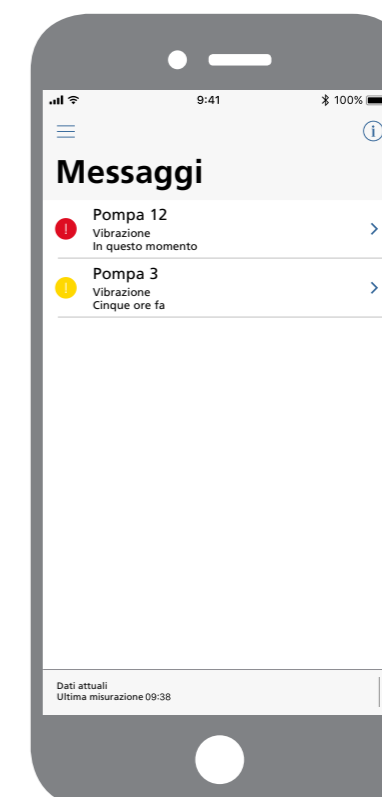 9:41
100%
Messaggi
Pompa 12
Vibrazione
In questo momento
Pompa 3
Vibrazione
Cinque ore fa
Dati attuali
Ultima misurazione 09:38